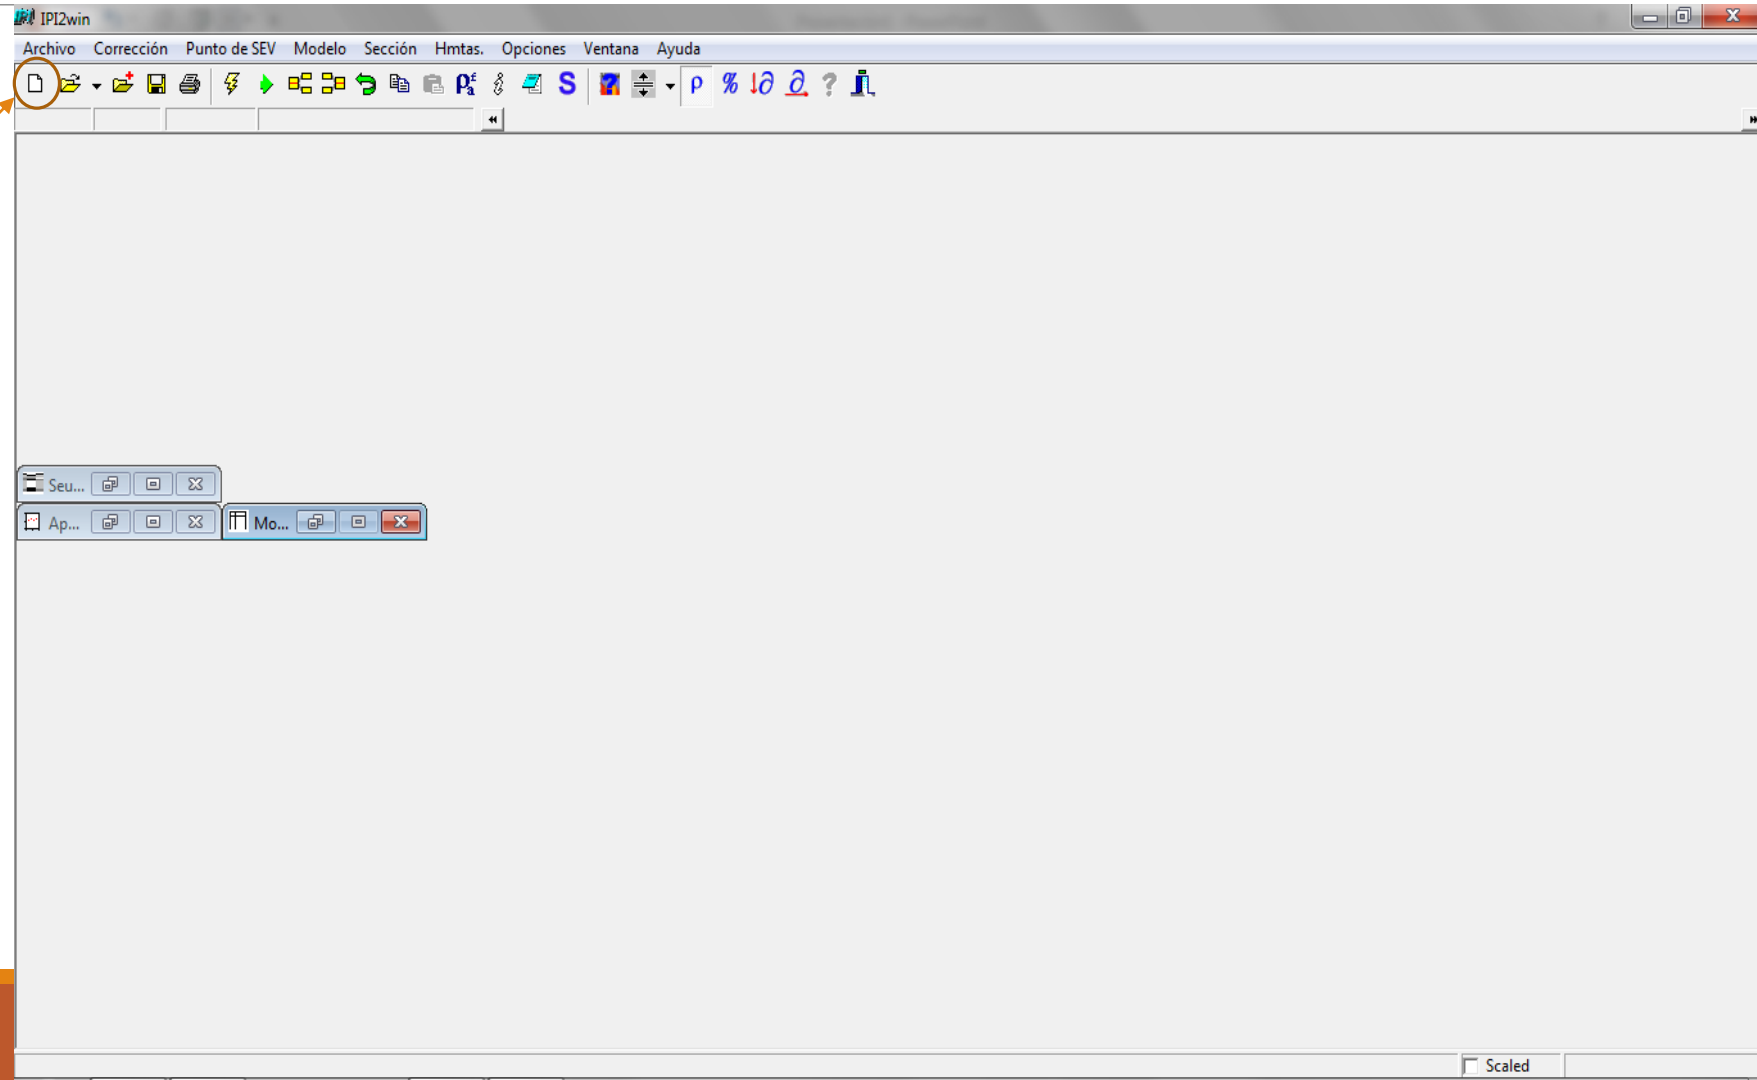 IPI2win
Archivo Corrección Punto de SEV Modelo Sección Hmtas. Opciones Ventana Ayuda
ρ % ?
S
Seu...
Ap... Mo...
Scaled